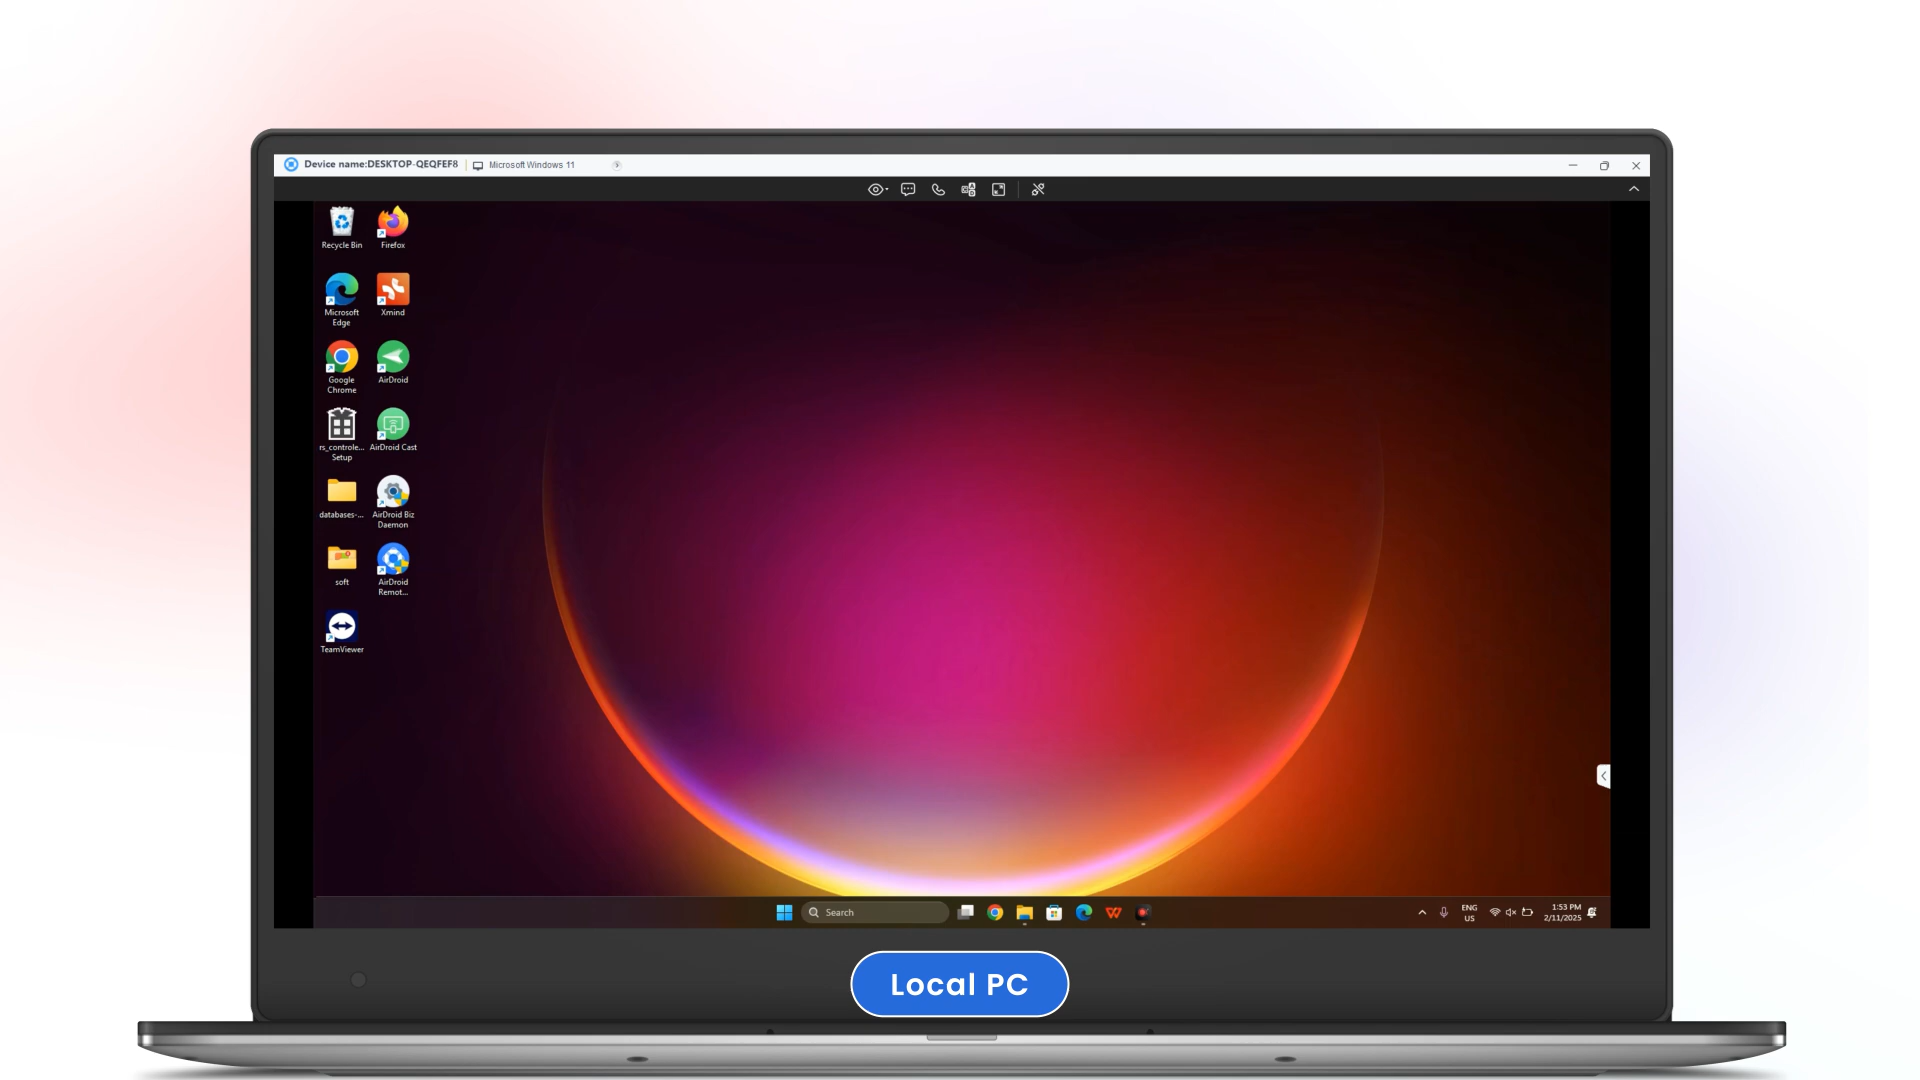 Device name:DESKTOP-QEQFEF8
Microsoft Windows 11
Recycle Bin
Firefox
Microsoft
Edge
Xmind
Google
Chrome
AirDroid
rs_controle...
Setup
AirDroid Cast
databases-...
AirDroid Biz
Daemon
soft
AirDroid
Remot...
TeamViewer
Search
ENG
US
1:53 PM
2/11/2025
Local PC